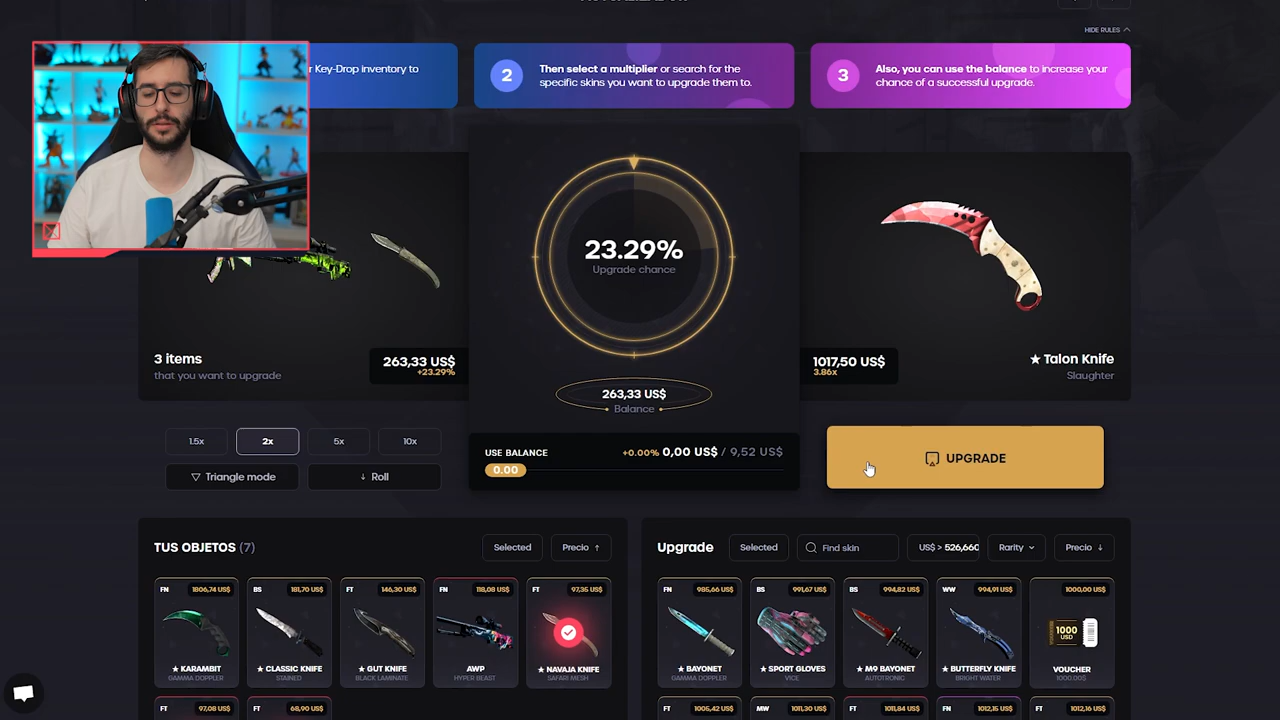 HIDE RULES
r Key-Drop inventory to
2
Then select a multiplier or search for the
specific skins you want to upgrade them to.
3
Also, you can use the balance to increase your
chance of a successful upgrade.
23.29%
Upgrade chance
3 items
that you want to upgrade
263,33 US$
+23.29%
263,33 US$
Balance
1017,50 US$
3.86x
★ Talon Knife
Slaughter
1.5x
2x
5x
10x
Triangle mode
Roll
USE BALANCE
+0.00% 0,00 US$ / 9,52 US$
0.00
UPGRADE
TUS OBJETOS (7)
Selected
Precio ↑
Upgrade
Selected
Find skin
US$ > 526,660
Rarity
Precio ↓
FN 1806,74 US$
★ KARAMBIT
GAMMA DOPPLER
BS 181,70 US$
★ CLASSIC KNIFE
STAINED
FT 146,30 US$
★ GUT KNIFE
BLACK LAMINATE
FN 118,08 US$
AWP
HYPER BEAST
FT 97,35 US$
★ NAVAJA KNIFE
SAFARI MESH
FN 985,66 US$
★ BAYONET
GAMMA DOPPLER
BS 991,67 US$
★ SPORT GLOVES
VICE
BS 994,82 US$
★ M9 BAYONET
AUTOTRONIC
WW 994,91 US$
★ BUTTERFLY KNIFE
BRIGHT WATER
1000,00 US$
1000
USD
VOUCHER
1000.00$
FT 97,08 US$
FT 68,90 US$
FT 1005,42 US$
MW 1011,30 US$
FT 1011,84 US$
FN 1012,15 US$
FT 1012,16 US$